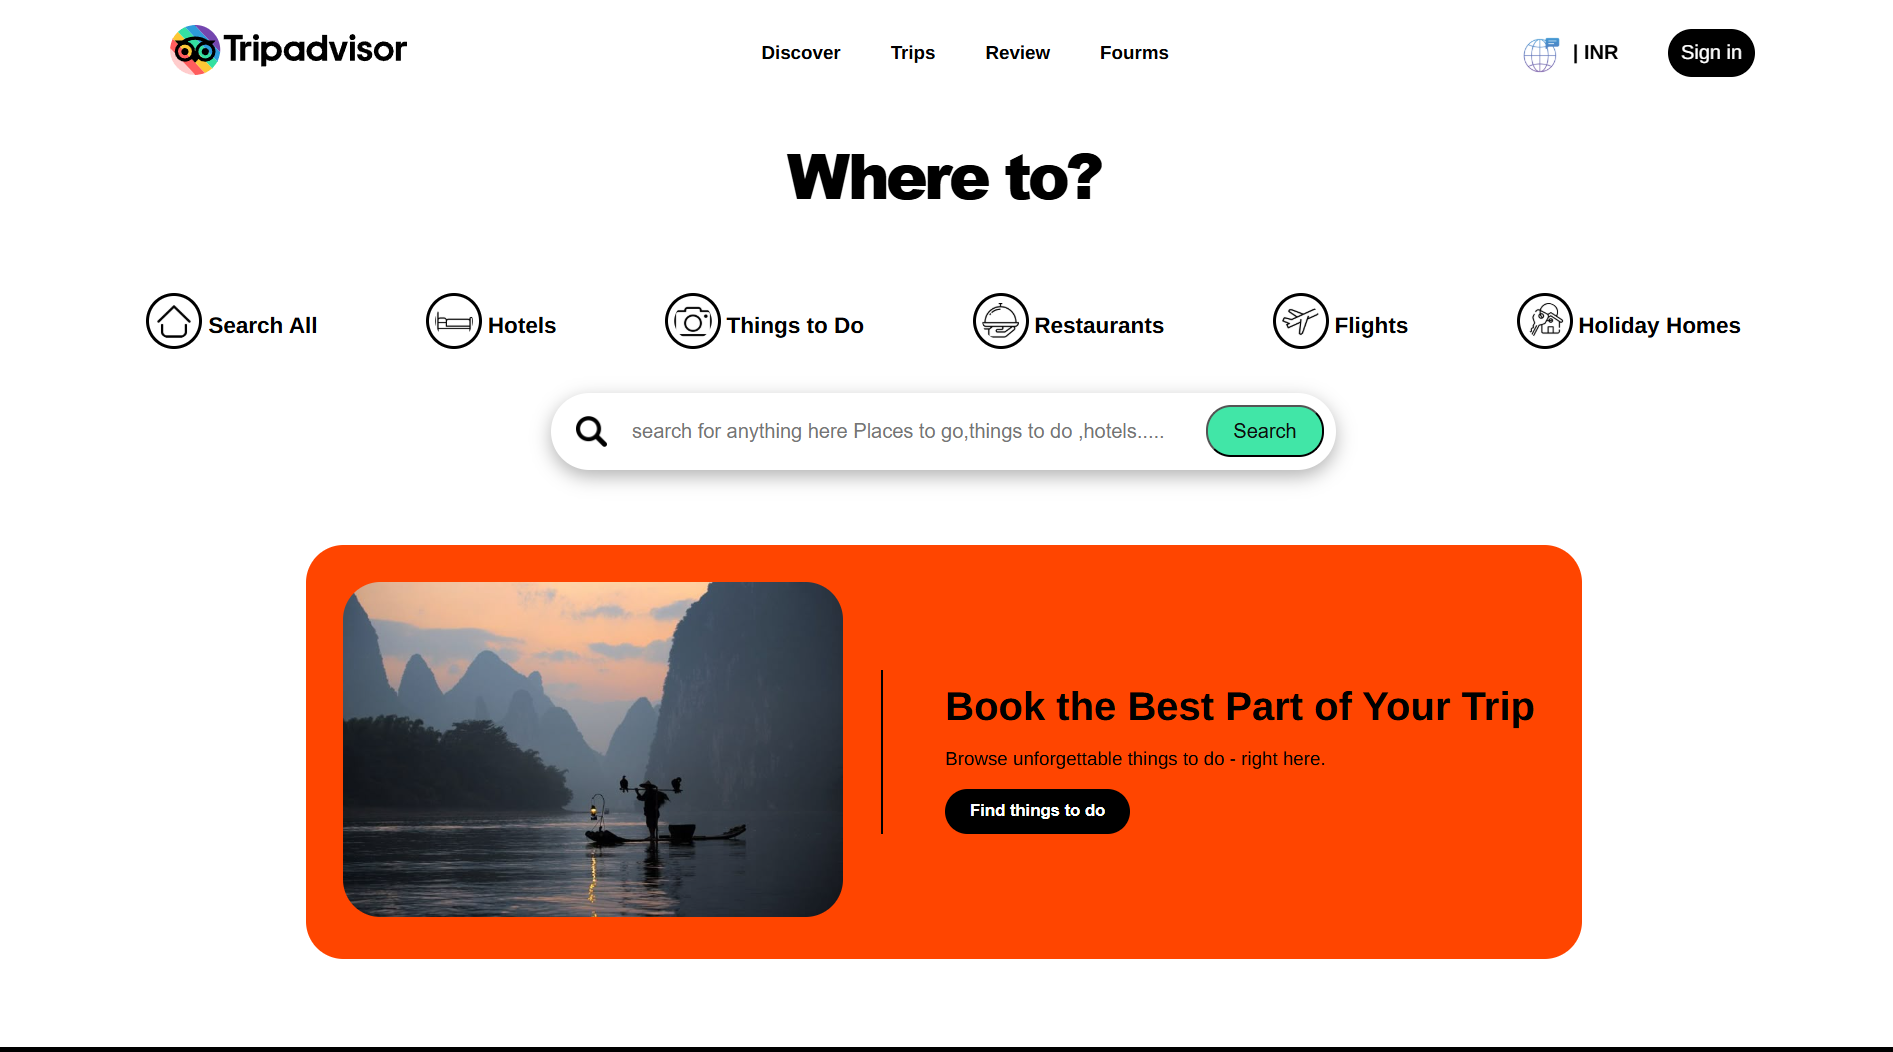 Tripadvisor
Discover Trips Review Fourms
| INR
Sign in
Where to?
Search All
Hotels
Things to Do
Restaurants
Flights
Holiday Homes
search for anything here Places to go,things to do ,hotels.....
Search
Book the Best Part of Your Trip
Browse unforgettable things to do - right here.
Find things to do